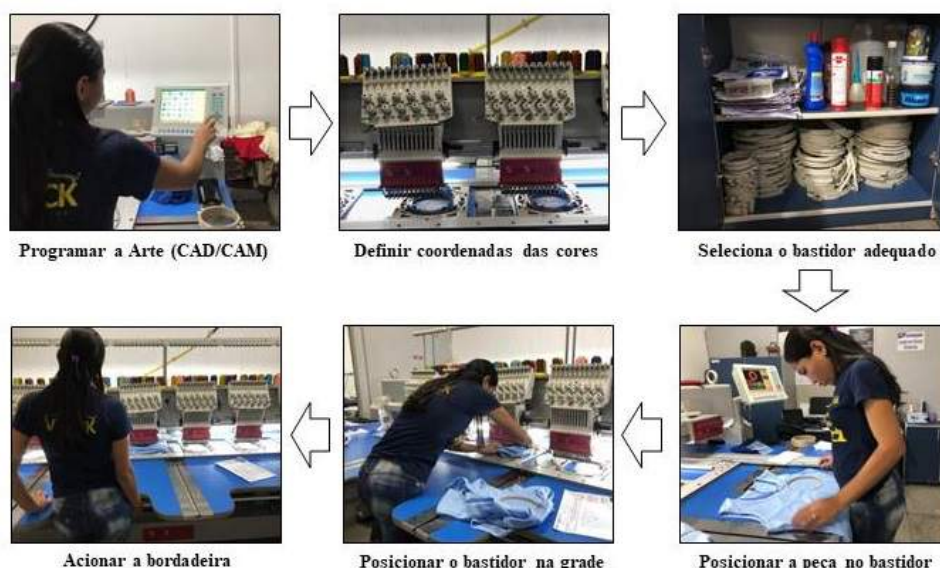 CK
Programar a Arte (CAD/CAM)
Definir coordenadas das cores
Seleciona o bastidor adequado
Acionar a bordadeira
Posicionar o bastidor na grade
Posicionar a peça no bastidor